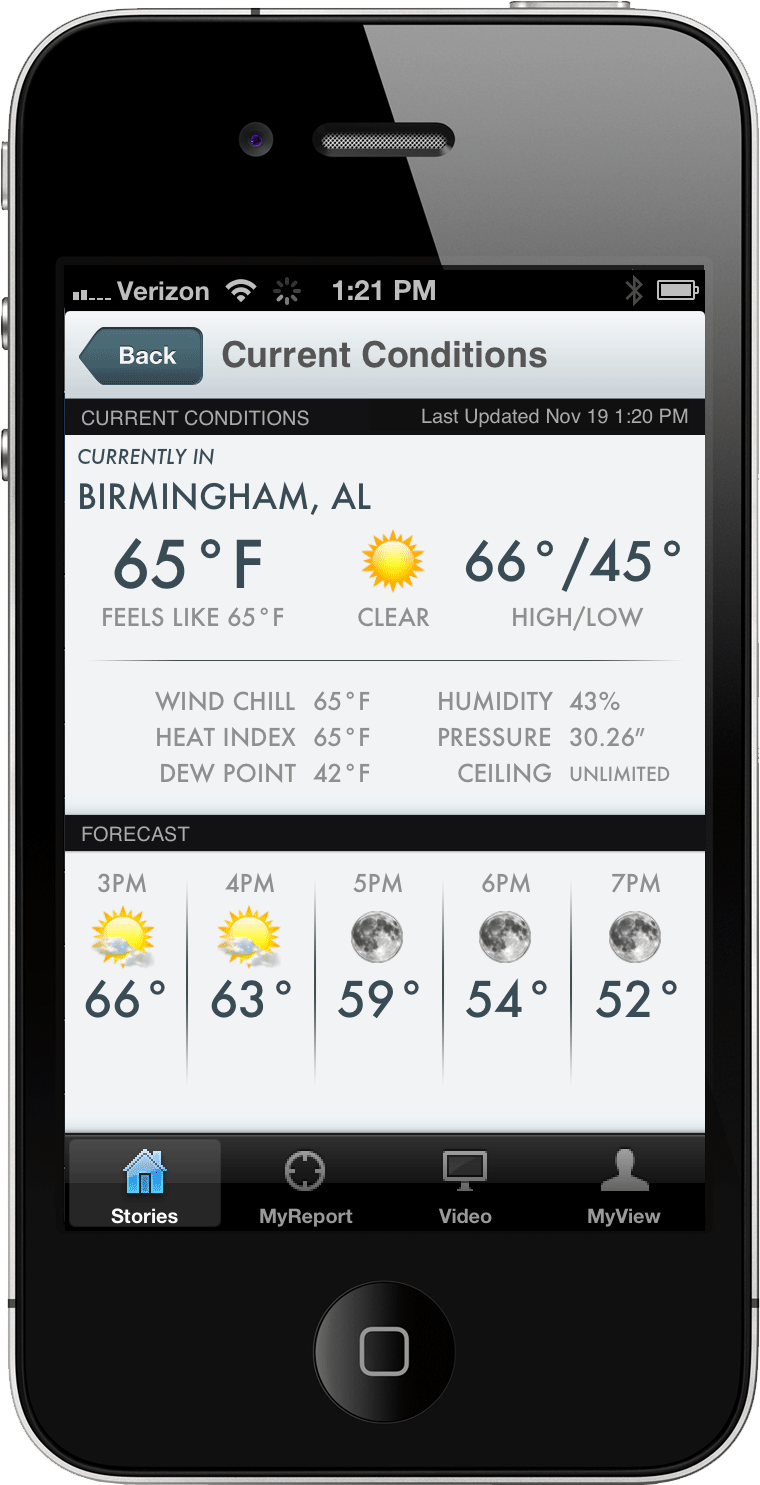 Verizon 1:21 PM
Back Current Conditions
CURRENT CONDITIONS Last Updated Nov 19 1:20 PM
CURRENTLY IN
BIRMINGHAM, AL
65°F 66°/45°
FEELS LIKE 65°F CLEAR HIGH/LOW
WIND CHILL 65°F HUMIDITY 43%
HEAT INDEX 65°F PRESSURE 30.26"
DEW POINT 42°F CEILING UNLIMITED
FORECAST
3PM 4PM 5PM 6PM 7PM
66° 63° 59° 54° 52°
Stories MyReport Video MyView